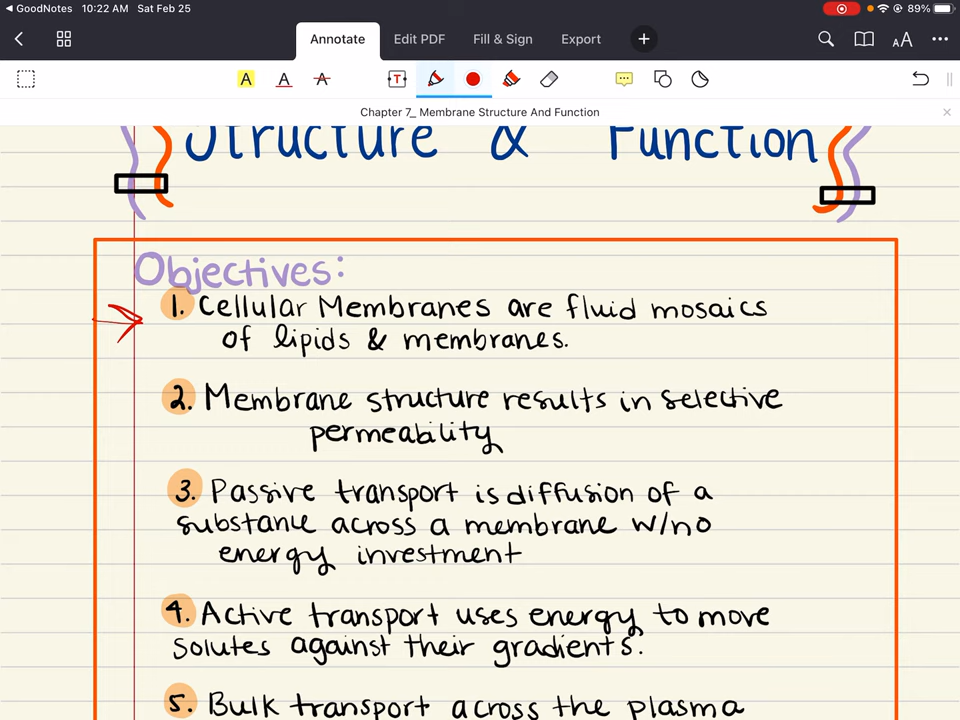 GoodNotes 10:22 AM Sat Feb 25 89%
Annotate Edit PDF Fill & Sign Export
A A A T AA
Chapter 7_ Membrane Structure And Function
Structure & Function
Objectives:
1. Cellular Membranes are fluid mosaics
of lipids & membranes.
2. Membrane structure results in selective
permeability
3. Passive transport is diffusion of a
substance across a membrane w/no
energy investment
4. Active transport uses energy to move
solutes against their gradients.
5. Bulk transport across the plasma